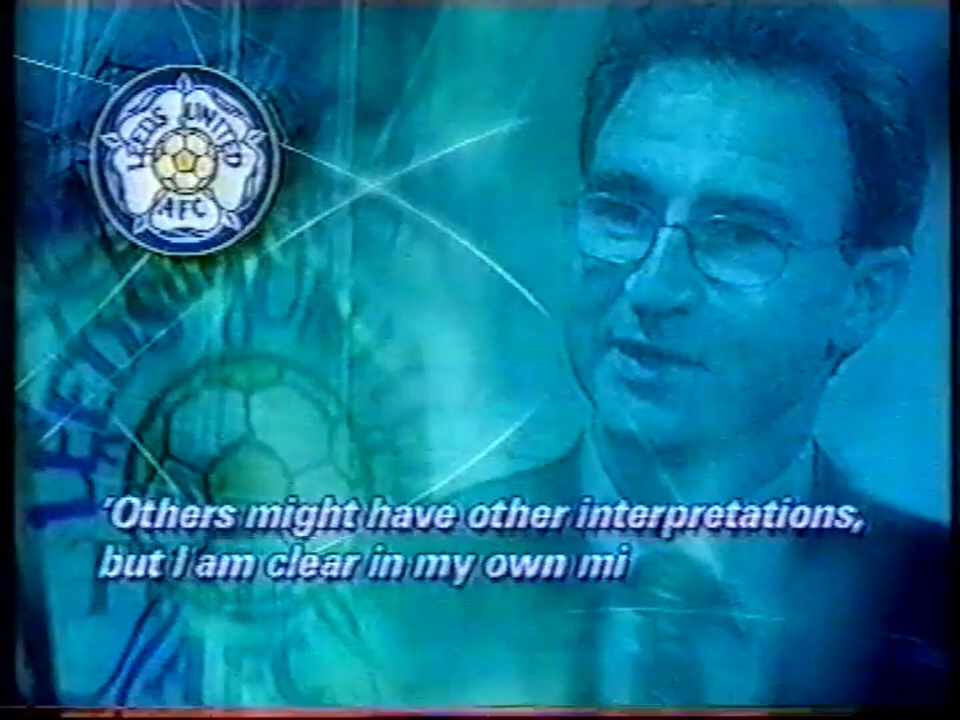 LEEDS UNITED
AFC
'Others might have other interpretations,
but I am clear in my own mi